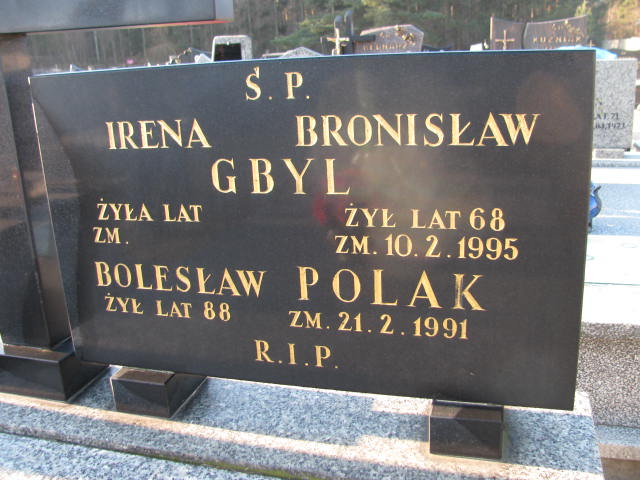 Ś. P.
IRENA BRONISŁAW
GBYL
ŻYŁA LAT ŻYŁ LAT 68
ZM. ZM. 10. 2. 1995
BOLESŁAW POLAK
ŻYŁ LAT 88 ZM. 21. 2. 1991
R. I. P.
KUŹNIAR